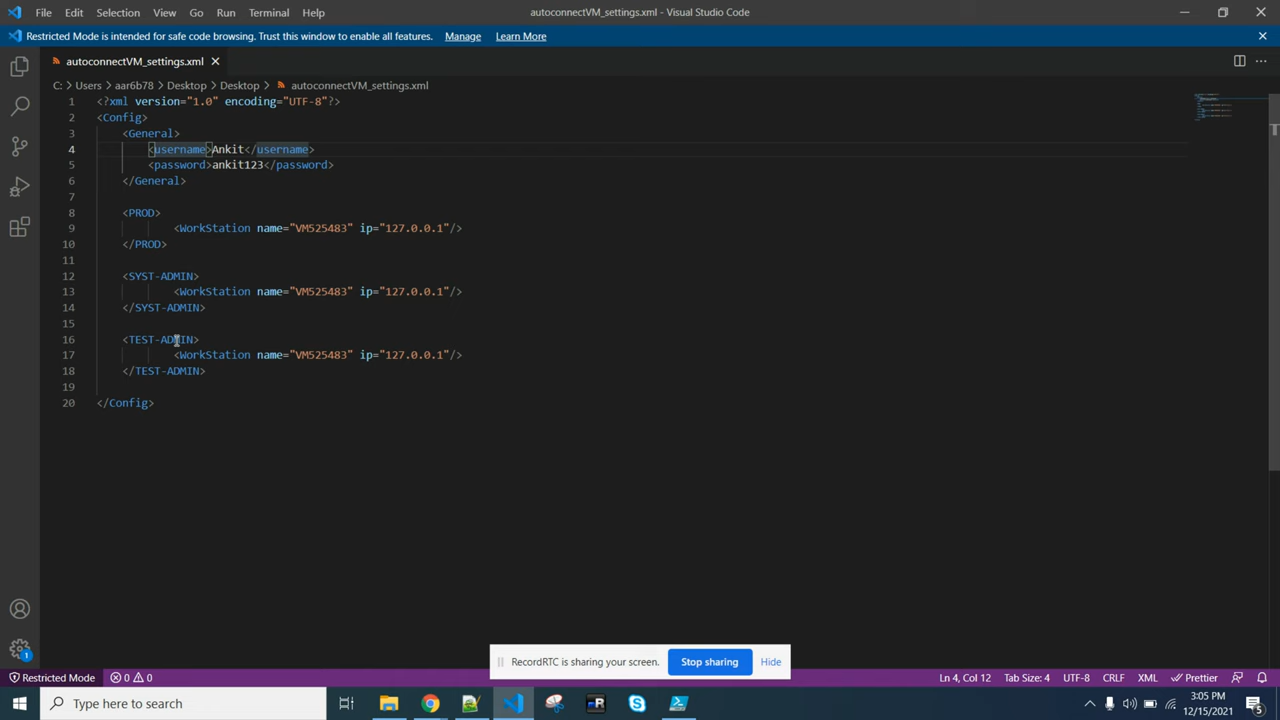 File Edit Selection View Go Run Terminal Help autoconnectVM_settings.xml - Visual Studio Code
Restricted Mode is intended for safe code browsing. Trust this window to enable all features. Manage Learn More
autoconnectVM_settings.xml
C: > Users > aar6b78 > Desktop > Desktop > autoconnectVM_settings.xml
1 <?xml version="1.0" encoding="UTF-8"?>
2 <Config>
3 <General>
4 <username>Ankit</username>
5 <password>ankit123</password>
6 </General>
7
8 <PROD>
9 <WorkStation name="VM525483" ip="127.0.0.1"/>
10 </PROD>
11
12 <SYST-ADMIN>
13 <WorkStation name="VM525483" ip="127.0.0.1"/>
14 </SYST-ADMIN>
15
16 <TEST-ADMIN>
17 <WorkStation name="VM525483" ip="127.0.0.1"/>
18 </TEST-ADMIN>
19
20 </Config>
RecordRTC is sharing your screen. Stop sharing Hide
1
Restricted Mode 0 0 Ln 4, Col 12 Tab Size: 4 UTF-8 CRLF XML Prettier
Type here to search
3:05 PM
12/15/2021
5